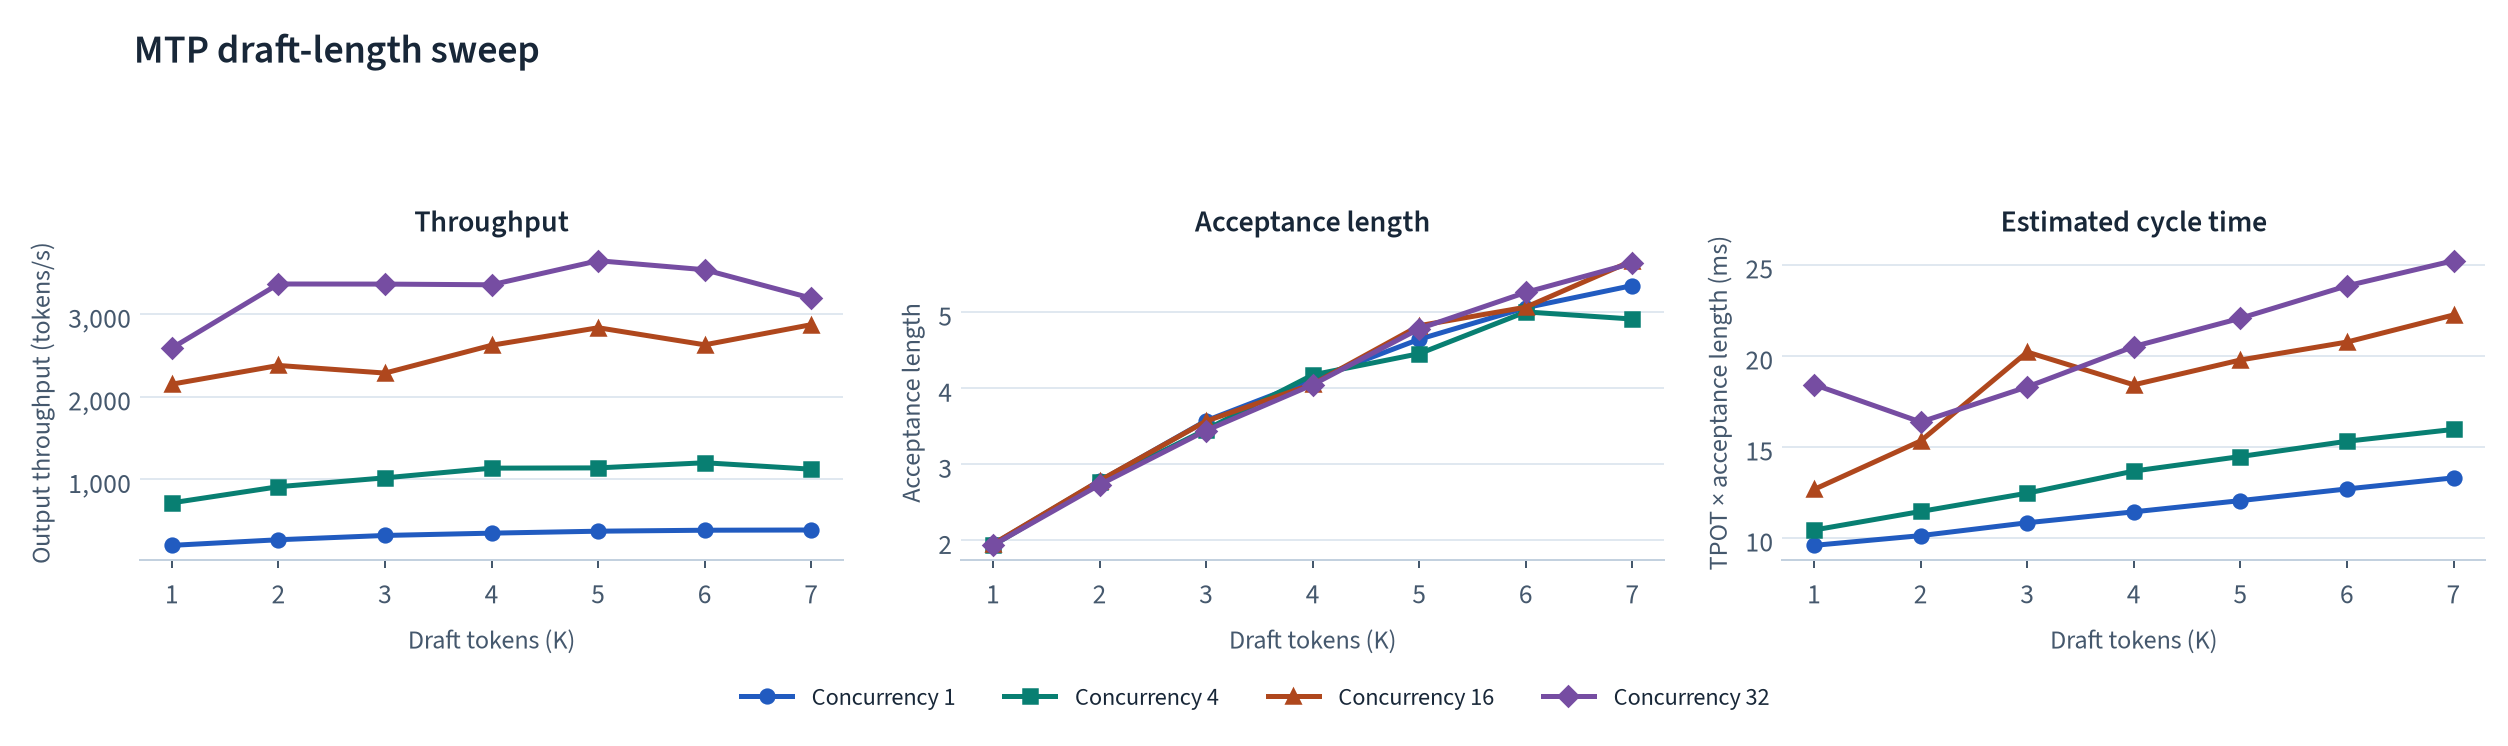 MTP draft-length sweep
Throughput
Output throughput (tokens/s)
3,000
2,000
1,000
1 2 3 4 5 6 7
Draft tokens (K)
Acceptance length
Acceptance length
5
4
3
2
1 2 3 4 5 6 7
Draft tokens (K)
Estimated cycle time
TPOT × acceptance length (ms)
25
20
15
10
1 2 3 4 5 6 7
Draft tokens (K)
Concurrency 1 Concurrency 4 Concurrency 16 Concurrency 32